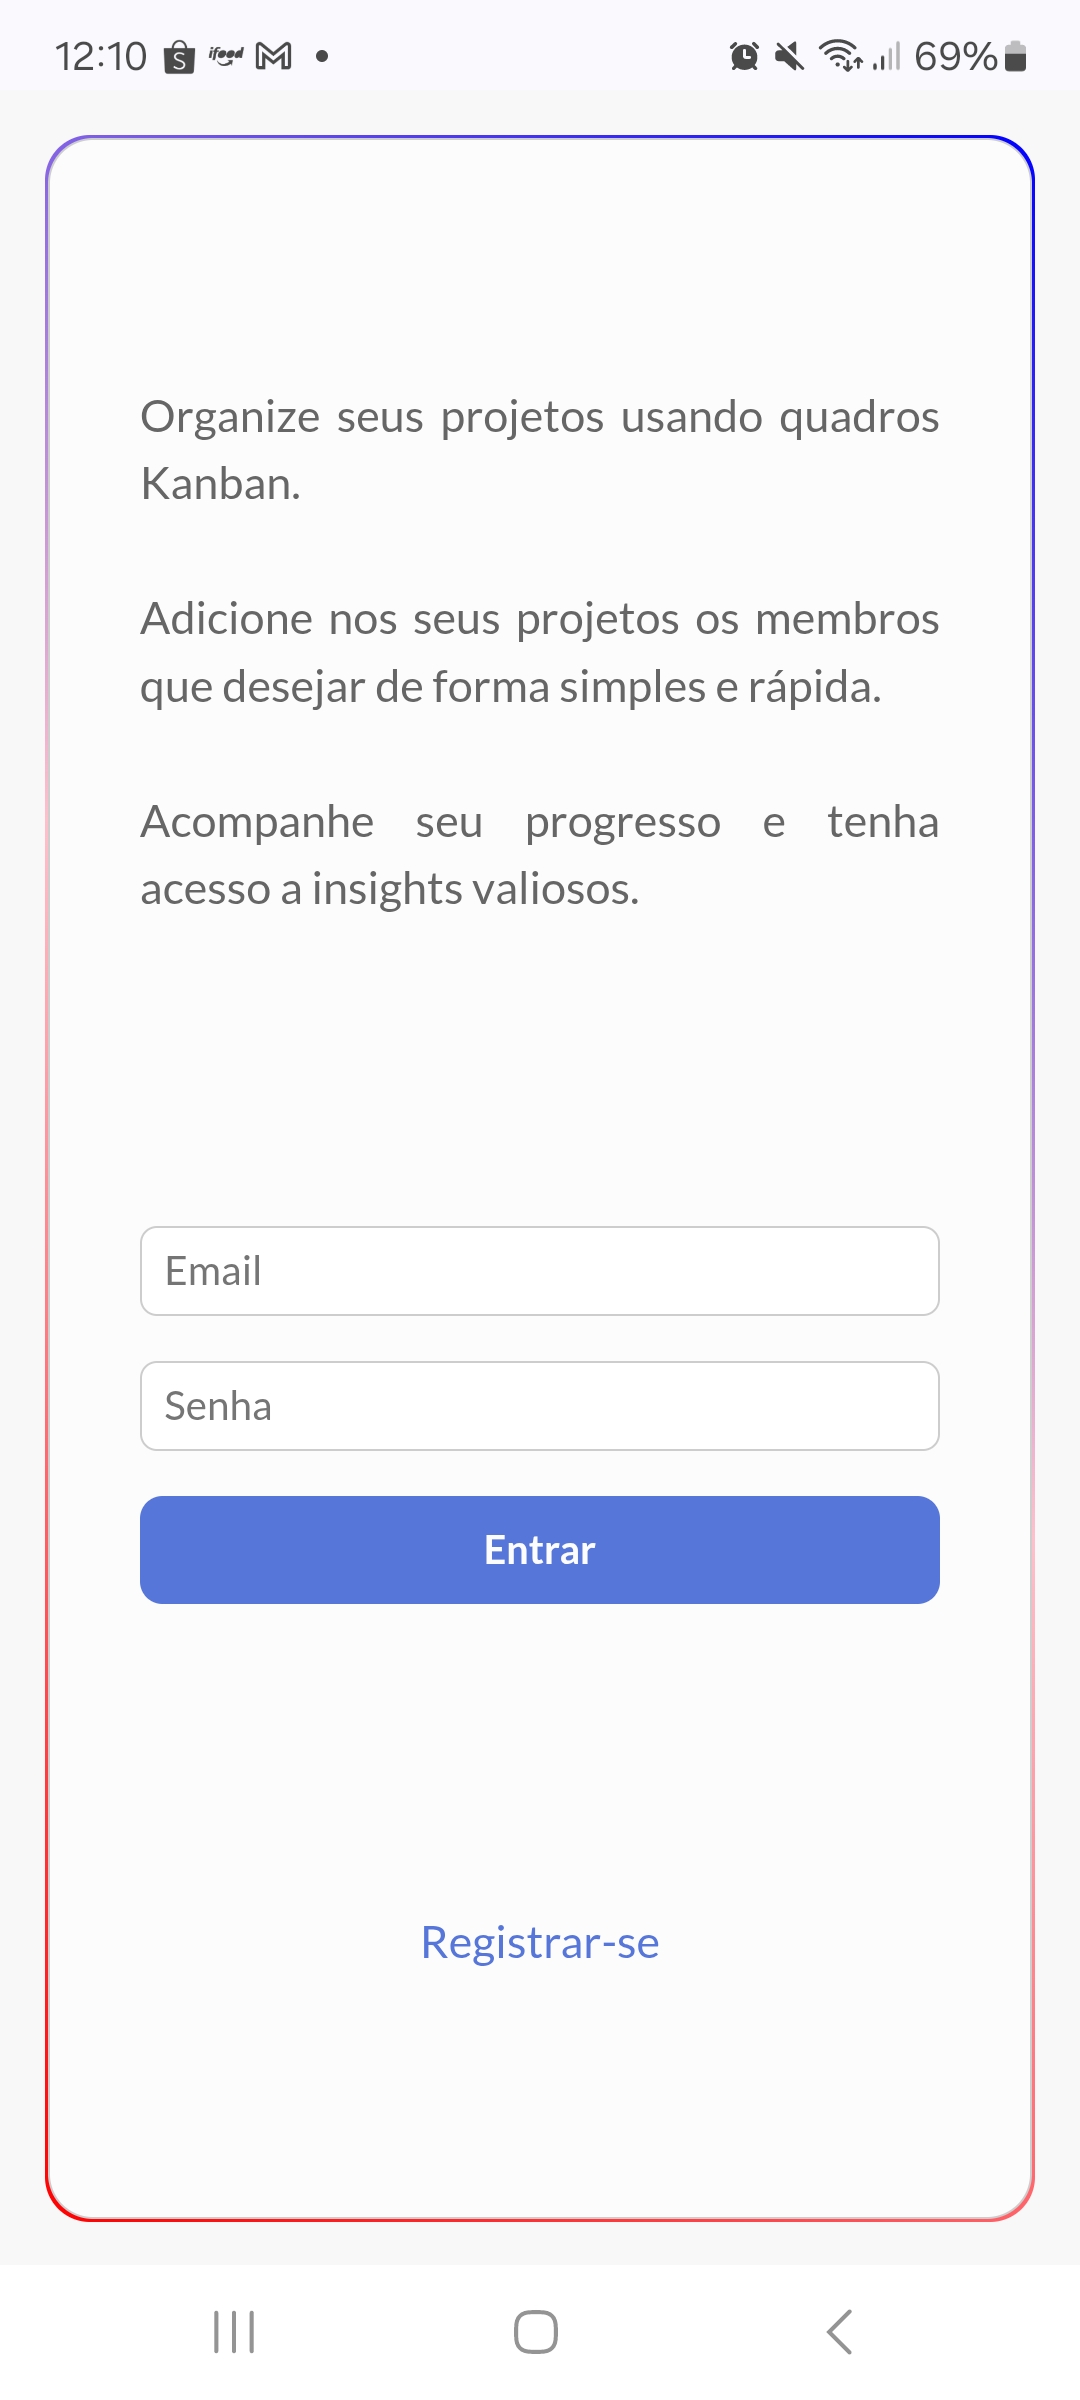 12:10 S ifood M 69%
Organize seus projetos usando quadros
Kanban.
Adicione nos seus projetos os membros
que desejar de forma simples e rápida.
Acompanhe seu progresso e tenha
acesso a insights valiosos.
Email
Senha
Entrar
Registrar-se